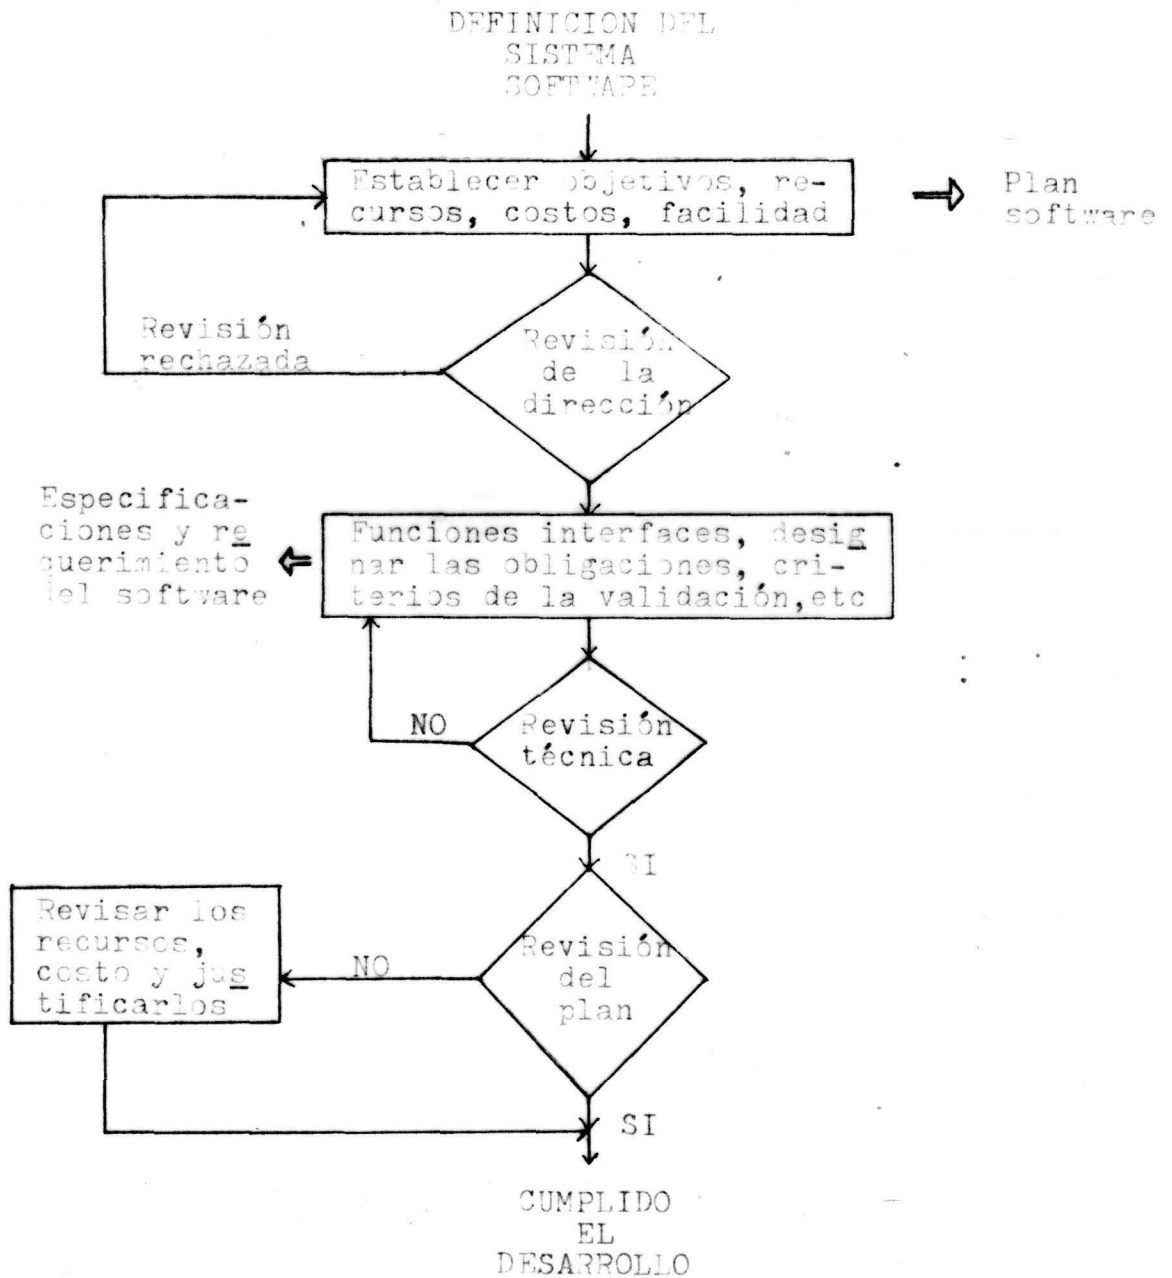 DEFINICION DEL
SISTEMA
SOFTWARE
Establecer objetivos, re-
cursos, costos, facilidad
Plan
software
Revisión
rechazada
Revisión
de la
dirección
Especifica-
ciones y re
querimiento
del software
Funciones interfaces, desig
nar las obligaciones, cri-
terios de la validación,etc
NO
Revisión
técnica
SI
Revisar los
recursos,
costo y jus
tificarlos
NO
Revisión
del
plan
SI
CUMPLIDO
EL
DESARROLLO